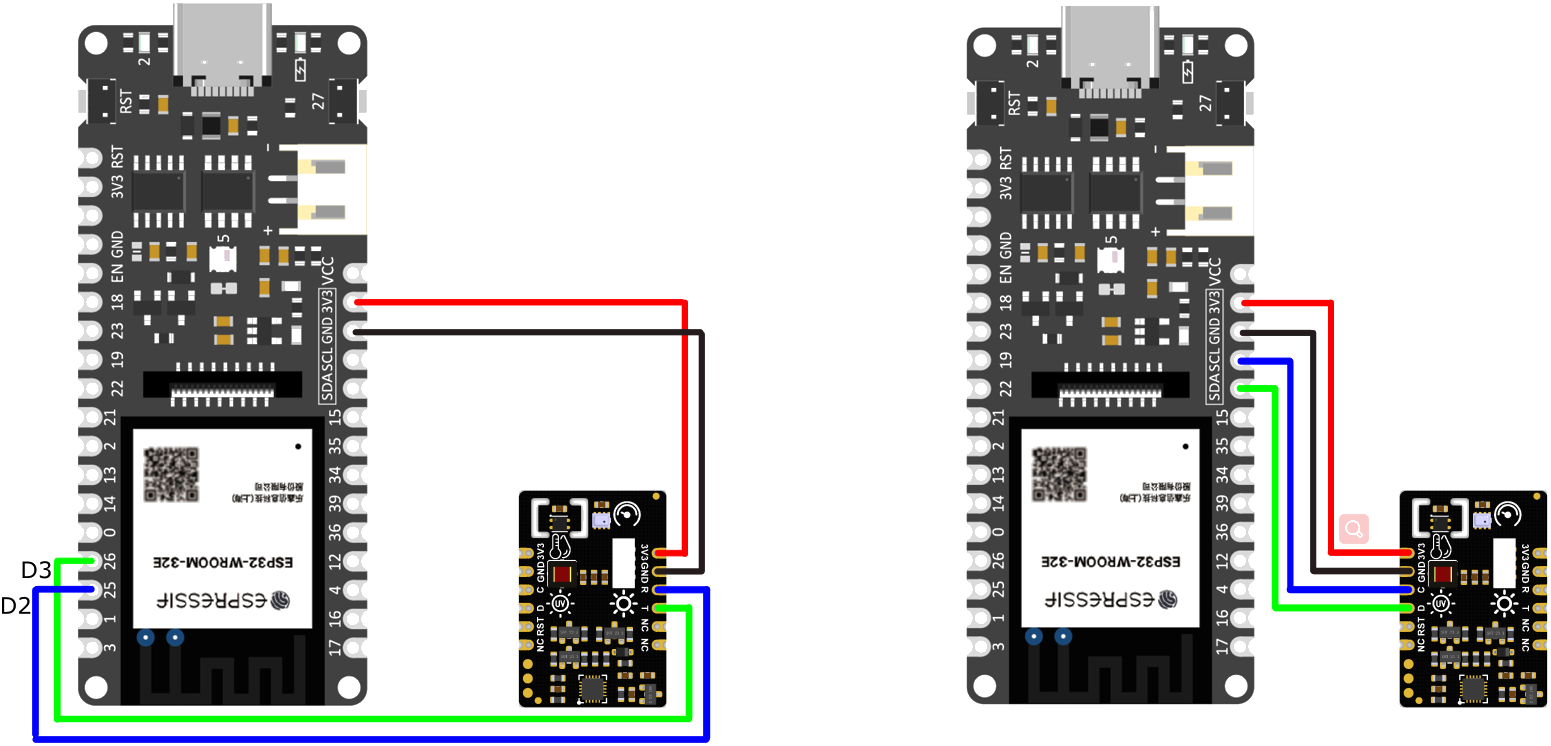 2
RST
27
RST
3V3
GND
EN
18
23
19
22
21
2
13
14
0
26
25
1
3
- 
+
5
VCC
3V3
GND
SCL
SDA
15
35
34
39
36
12
4
16
17
乐鑫信息科技(上海)
股份有限公司
ESP32-WROOM-32E
ESPRESSIF
D3
D2
3V3
GND
C
D
RST
NC
UV
3V3
GND
R
T
NC
NC
2
RST
27
RST
3V3
GND
EN
18
23
19
22
21
2
13
14
0
26
25
1
3
-
+
5
VCC
3V3
GND
SCL
SDA
15
35
34
39
36
12
4
16
17
乐鑫信息科技(上海)
股份有限公司
ESP32-WROOM-32E
ESPRESSIF
3V3
GND
C
D
RST
NC
UV
3V3
GND
R
T
NC
NC